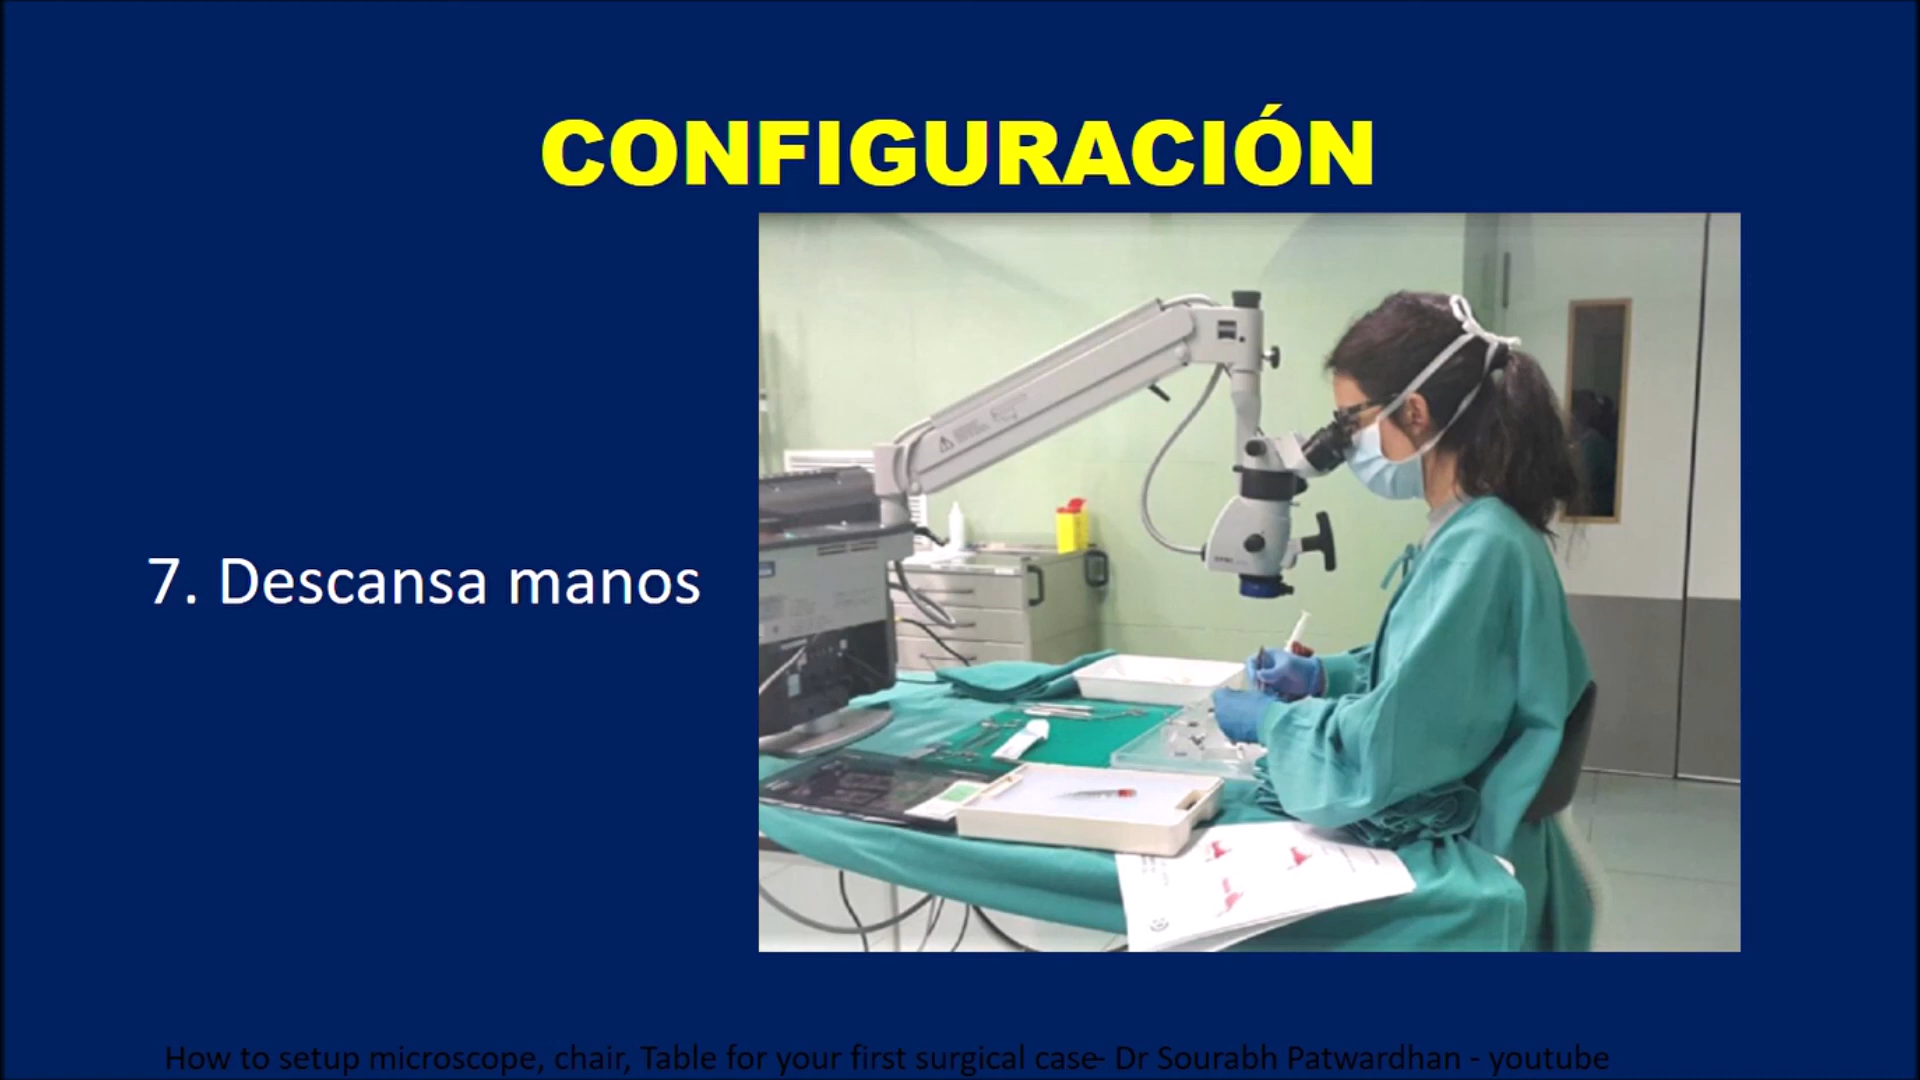 CONFIGURACIÓN
7. Descansa manos
How to setup microscope, chair, Table for your first surgical case- Dr Sourabh Patwardhan - youtube